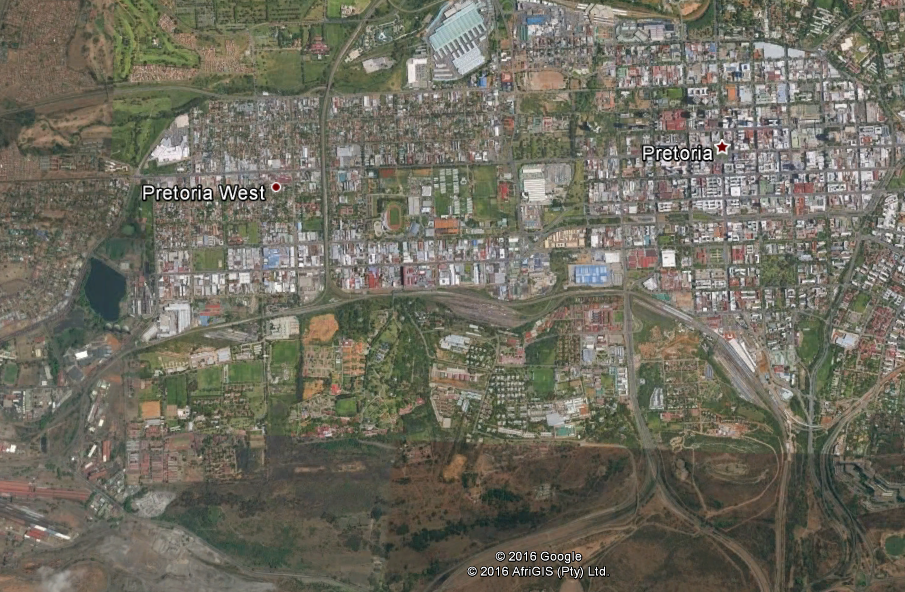 Pretoria
Pretoria West
© 2016 Google
© 2016 AfriGIS (Pty) Ltd.